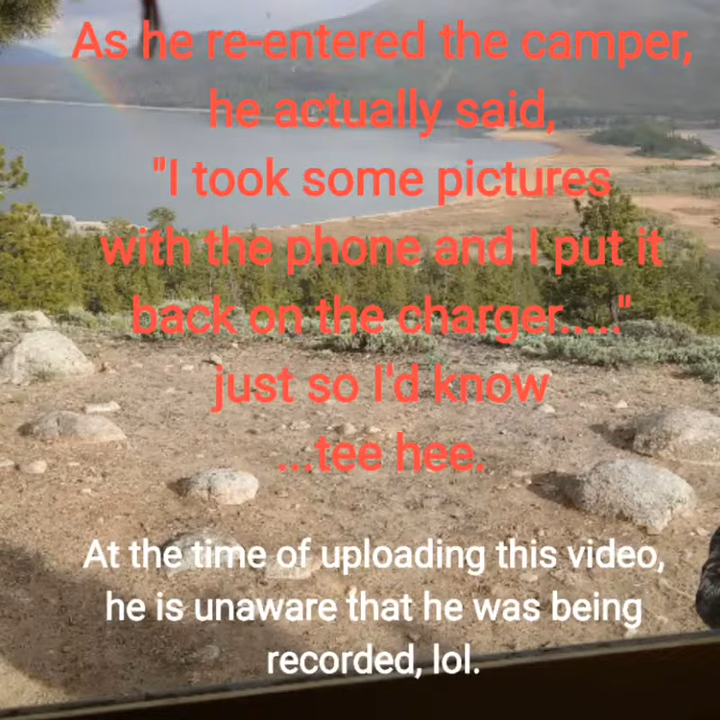 As he re-entered the camper,
he actually said,
"I took some pictures
with the phone and I put it
back on the charger....."
just so I'd know
...tee hee.
At the time of uploading this video,
he is unaware that he was being
recorded, lol.